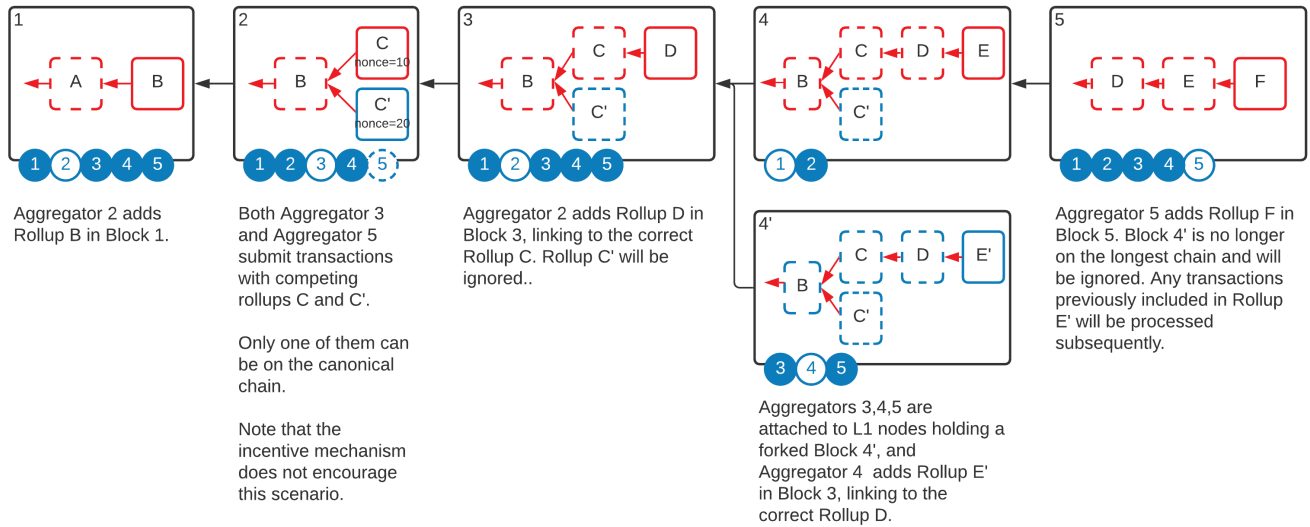 1
A
B
1 2 3 4 5
Aggregator 2 adds
Rollup B in Block 1.
2
B
C
nonce=10
C'
nonce=20
1 2 3 4 5
Both Aggregator 3
and Aggregator 5
submit transactions
with competing
rollups C and C'.
Only one of them can
be on the canonical
chain.
Note that the
incentive mechanism
does not encourage
this scenario.
3
B
C
D
C'
1 2 3 4 5
Aggregator 2 adds Rollup D in
Block 3, linking to the correct
Rollup C. Rollup C' will be
ignored..
4
B
C
D
E
C'
1 2
4'
B
C
D
E'
C'
3 4 5
Aggregators 3,4,5 are
attached to L1 nodes holding a
forked Block 4', and
Aggregator 4  adds Rollup E'
in Block 3, linking to the
correct Rollup D.
5
D
E
F
1 2 3 4 5
Aggregator 5 adds Rollup F in
Block 5. Block 4' is no longer
on the longest chain and will
be ignored. Any transactions
previously included in Rollup
E' will be processed
subsequently.